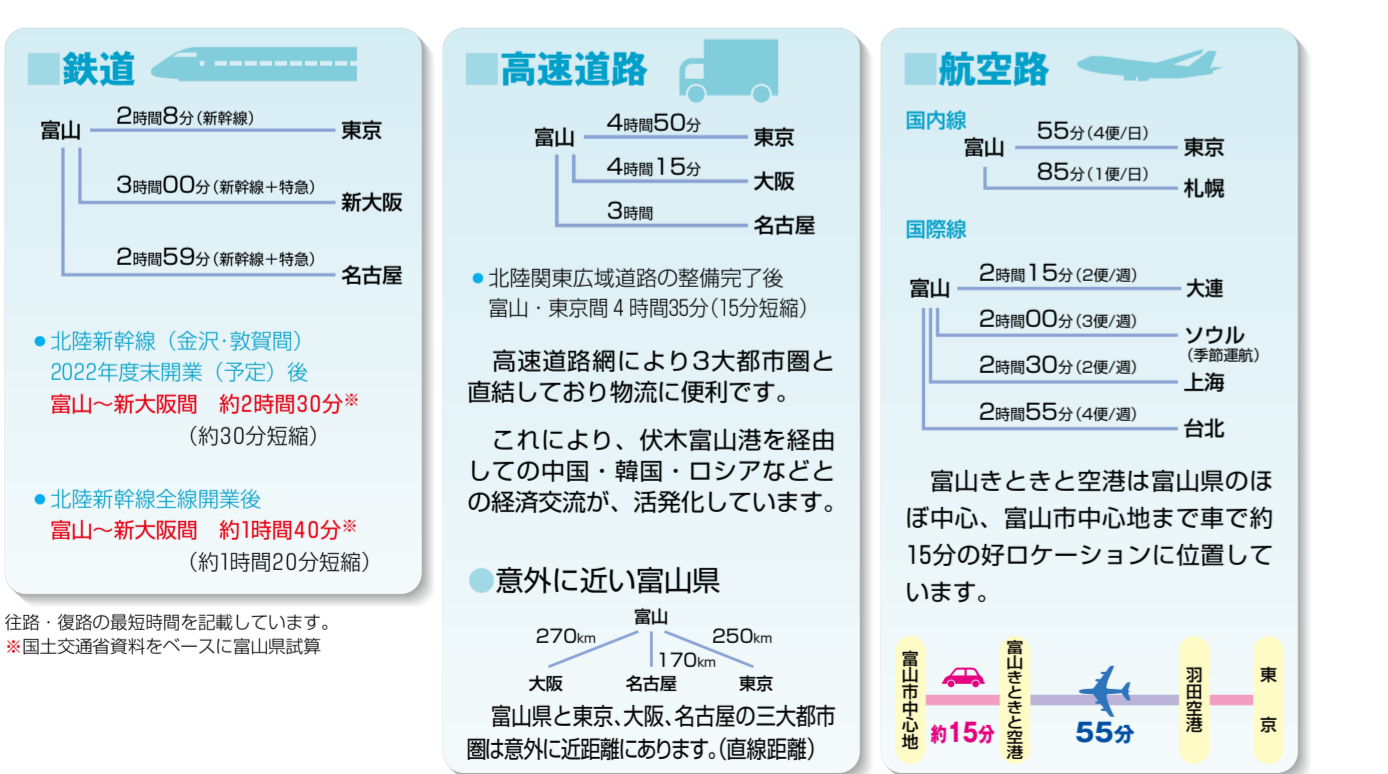 ■鉄道
富山
2時間8分(新幹線)
東京
3時間00分(新幹線＋特急)
新大阪
2時間59分(新幹線＋特急)
名古屋
●北陸新幹線（金沢・敦賀間）
2022年度末開業（予定）後
富山～新大阪間　約2時間30分※
（約30分短縮）
●北陸新幹線全線開業後
富山～新大阪間　約1時間40分※
（約1時間20分短縮）
往路・復路の最短時間を記載しています。
※国土交通省資料をベースに富山県試算
■高速道路
富山
4時間50分
東京
4時間15分
大阪
3時間
名古屋
●北陸関東広域道路の整備完了後
富山・東京間４時間35分(15分短縮)
高速道路網により3大都市圏と
直結しており物流に便利です。
これにより、伏木富山港を経由
しての中国・韓国・ロシアなどと
の経済交流が、活発化しています。
●意外に近い富山県
富山
270km
250km
170km
大阪
名古屋
東京
富山県と東京、大阪、名古屋の三大都市
圏は意外に近距離にあります。(直線距離)
■航空路
国内線
富山
55分(4便/日)
東京
85分(1便/日)
札幌
国際線
富山
2時間15分(2便/週)
大連
2時間00分(3便/週)
ソウル
(季節運航)
2時間30分(2便/週)
上海
2時間55分(4便/週)
台北
富山きときと空港は富山県のほ
ぼ中心、富山市中心地まで車で約
15分の好ロケーションに位置して
います。
富山市中心地
約15分
富山きときと空港
55分
羽田空港
東京